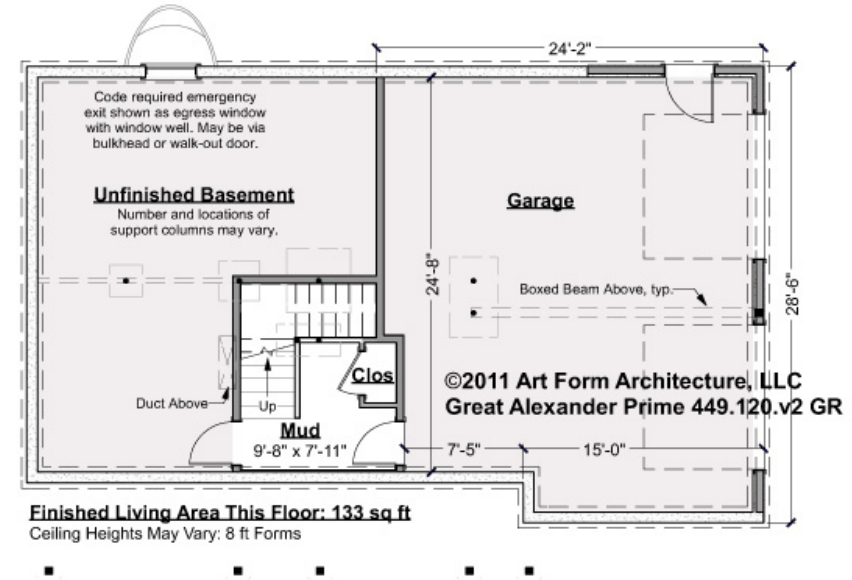 24'-2"
Code required emergency
exit shown as egress window
with window well. May be via
bulkhead or walk-out door.
Unfinished Basement
Number and locations of
support columns may vary.
Garage
24'-8"
28'-6"
Boxed Beam Above, typ.
Clos
©2011 Art Form Architecture, LLC
Great Alexander Prime 449.120.v2 GR
Duct Above
Up
Mud
9'-8" x 7'-11"
7'-5"
15'-0"
Finished Living Area This Floor: 133 sq ft
Ceiling Heights May Vary: 8 ft Forms